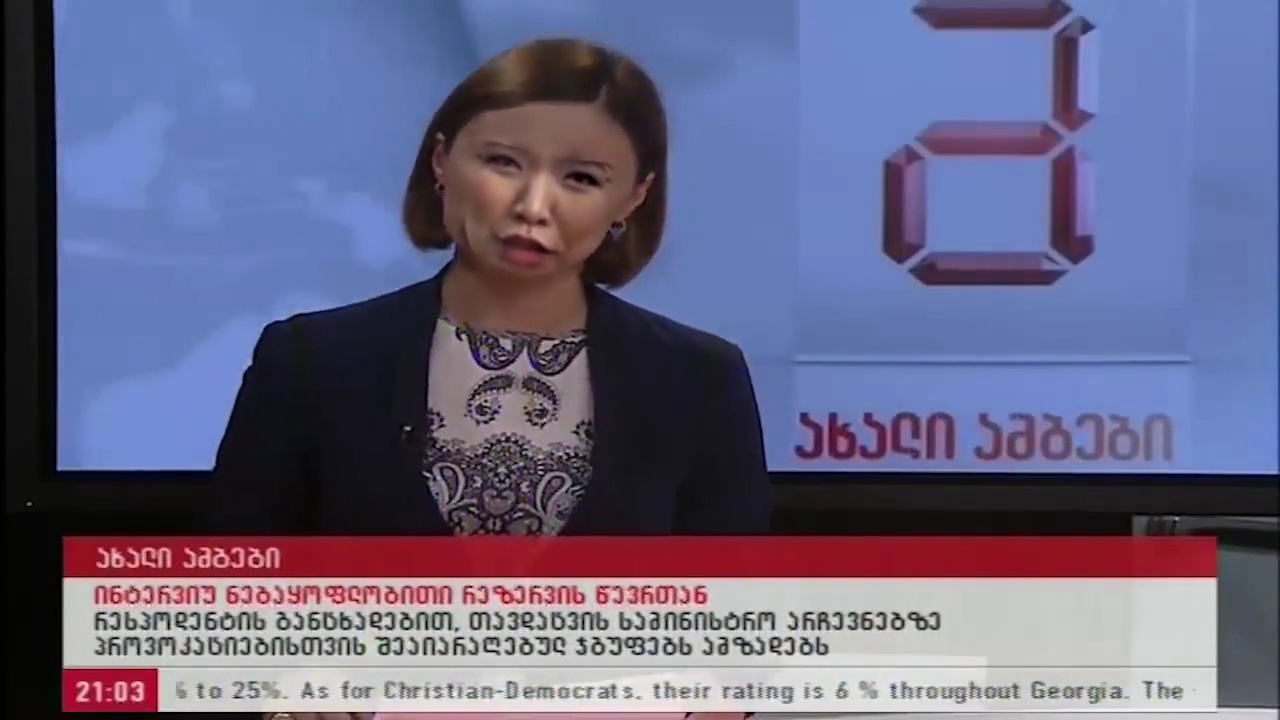 ახალი ამბები
ახალი ამბები
ინტერვიუ ნებაყოფლობითი რეზერვის წევრთან
რესპოდენტის განცხადებით, თავდაცვის სამინისტრო არჩევნებზე
პროვოკაციებისთვის შეაიარაღებულ ჯგუფებს ამზადებს
21:03 % to 25%. As for Christian-Democrats, their rating is 6 % throughout Georgia. The